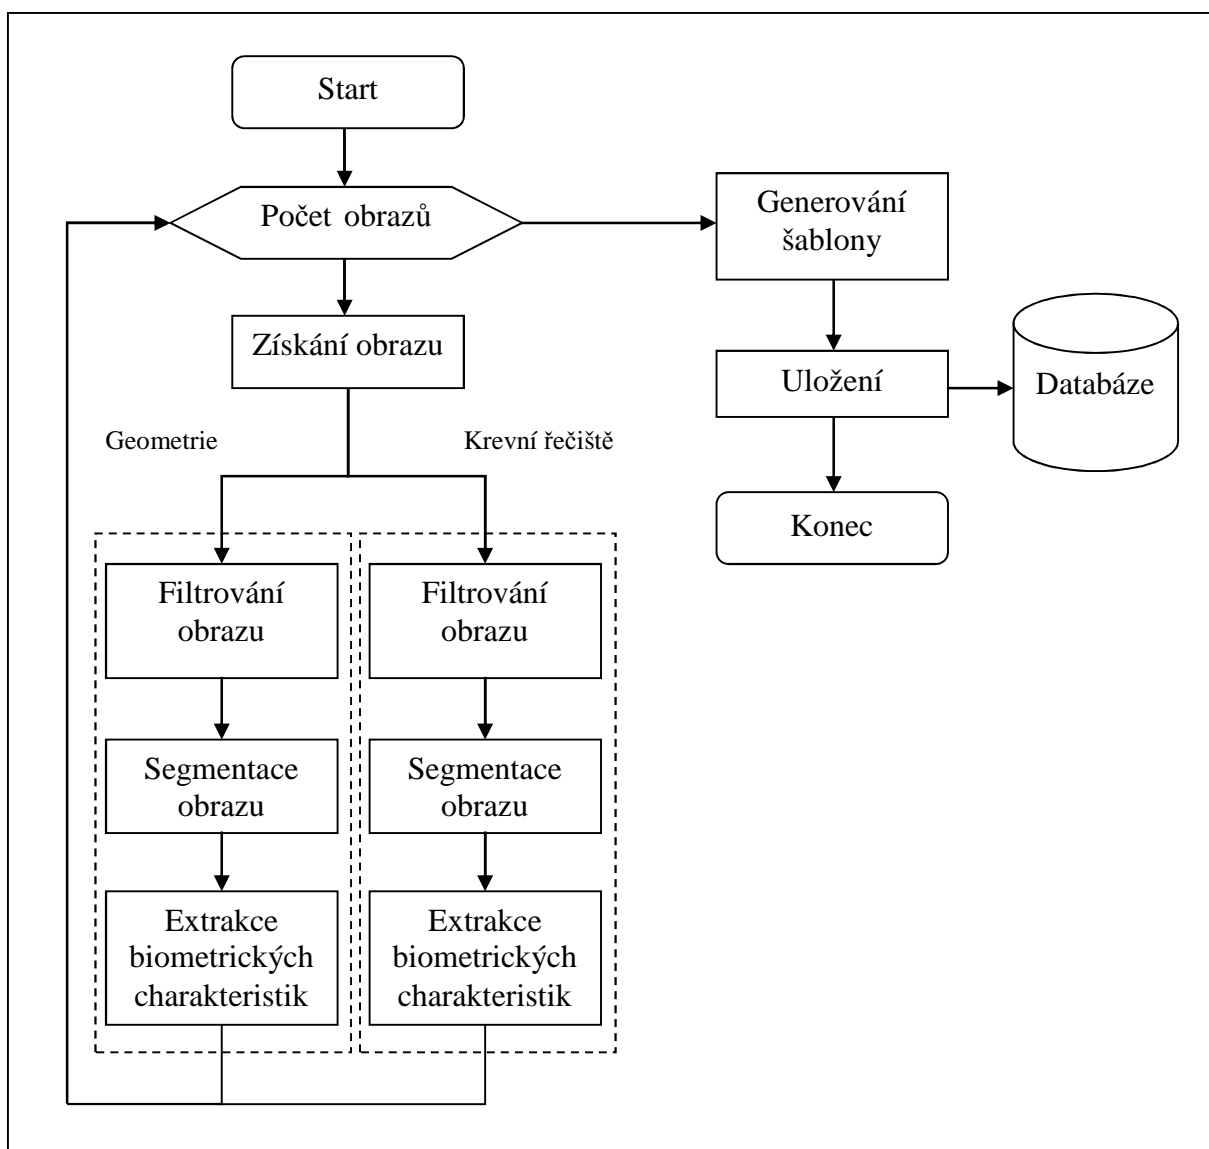 Start
Počet obrazů
Získání obrazu
Geometrie
Krevní řečiště
Filtrování
obrazu
Segmentace
obrazu
Extrakce
biometrických
charakteristik
Filtrování
obrazu
Segmentace
obrazu
Extrakce
biometrických
charakteristik
Generování
šablony
Uložení
Databáze
Konec